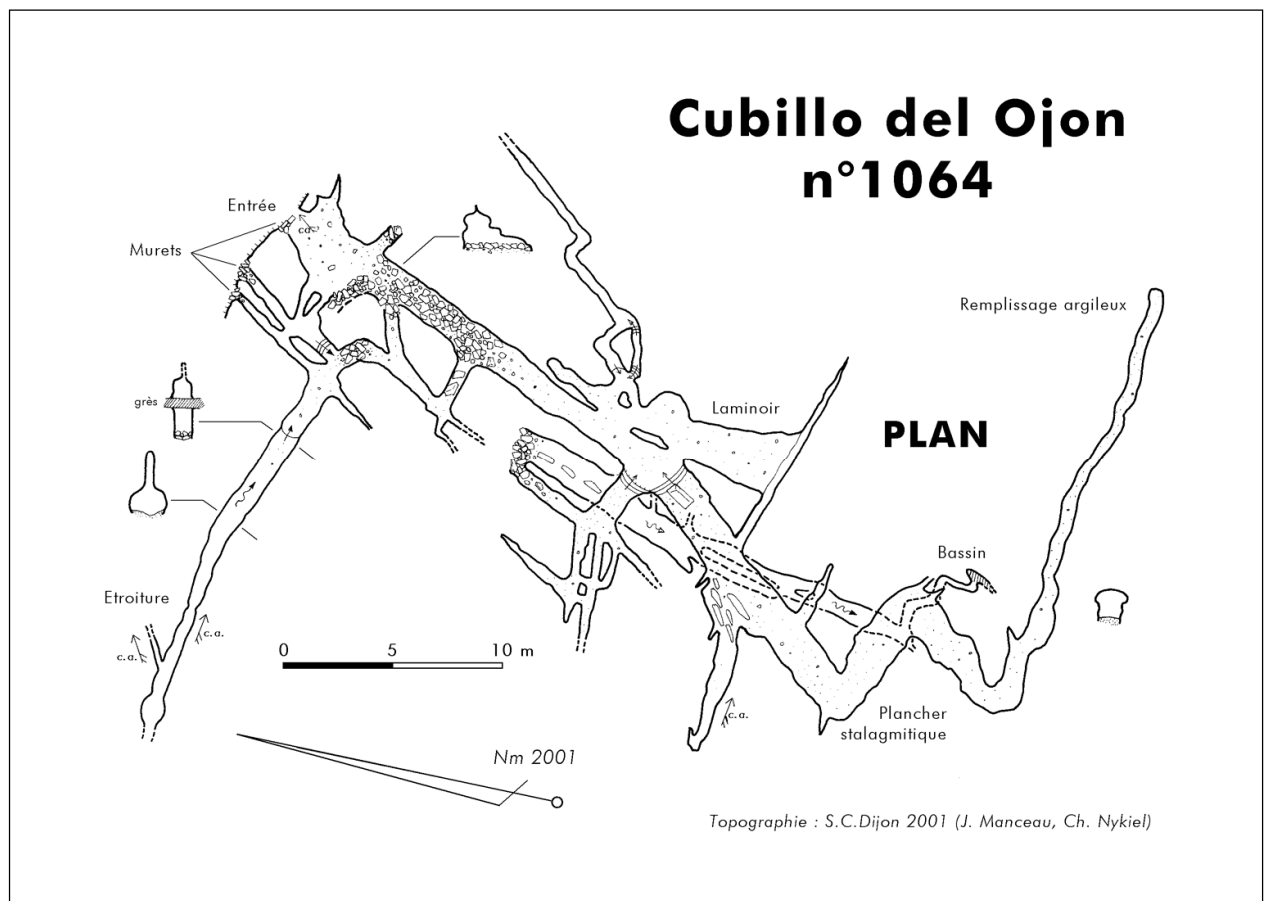 Cubillo del Ojon
n°1064
Entrée
ca.
Murets
Remplissage argileux
grès
Laminoir
PLAN
Bassin
Etroiture
c.a.
c.a.
0 5 10 m
c.a.
Plancher
stalagmitique
Nm 2001
Topographie : S.C.Dijon 2001 (J. Manceau, Ch. Nykiel)